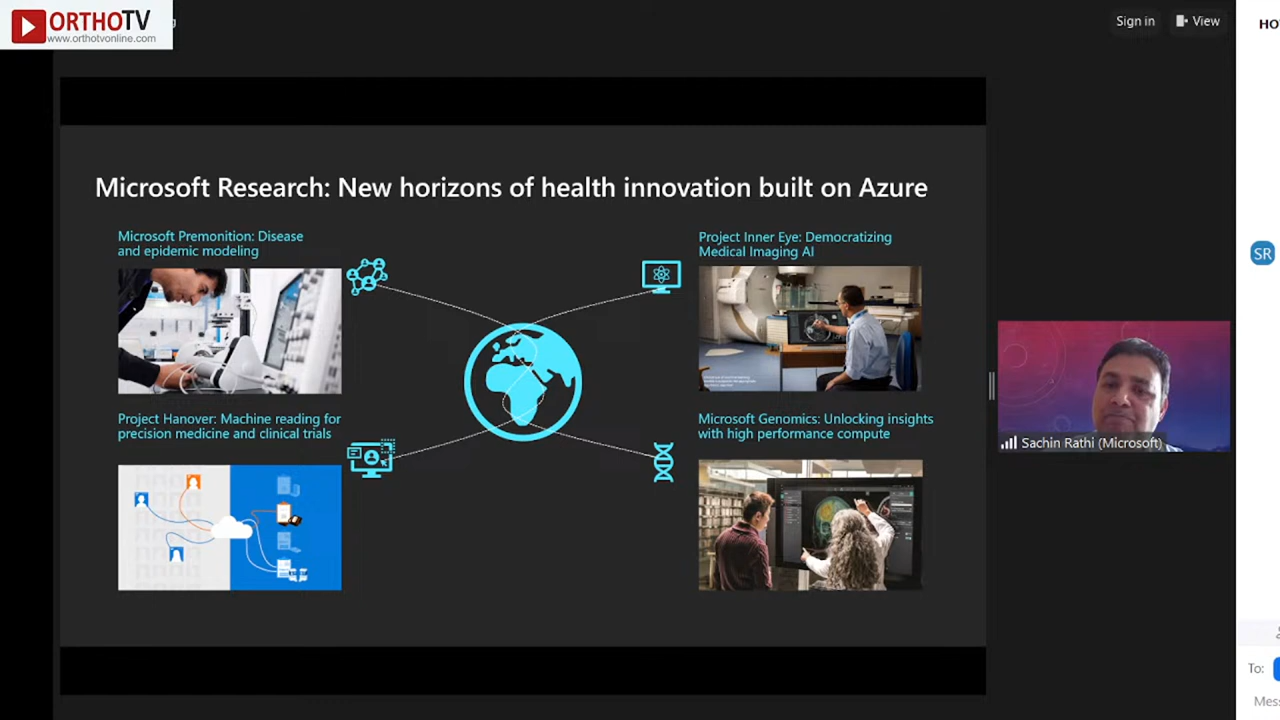 ORTHOTV
www.orthotvonline.com
Sign in
View
HO
Microsoft Research: New horizons of health innovation built on Azure
Microsoft Premonition: Disease
and epidemic modeling
Project Inner Eye: Democratizing
Medical Imaging AI
SR
Project Hanover: Machine reading for
precision medicine and clinical trials
Microsoft Genomics: Unlocking insights
with high performance compute
Sachin Rathi (Microsoft)
To:
Mess